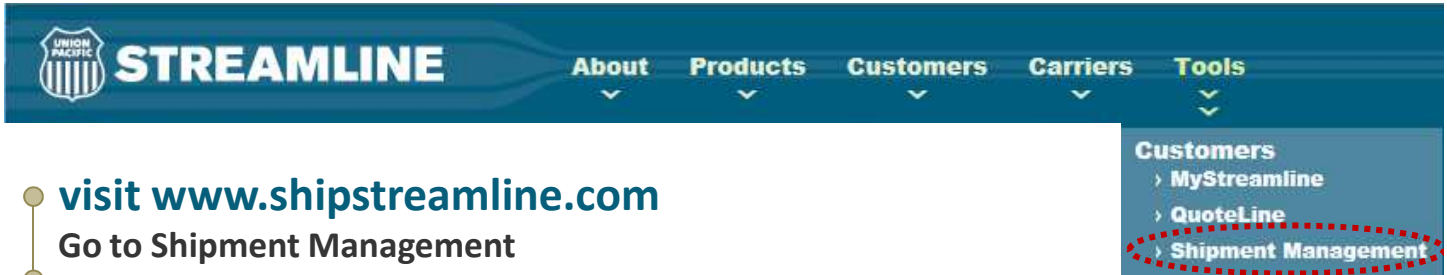 UNION
PACIFIC
STREAMLINE
About Products Customers Carriers Tools
Customers
› MyStreamline
› QuoteLine
› Shipment Management
visit www.shipstreamline.com
Go to Shipment Management